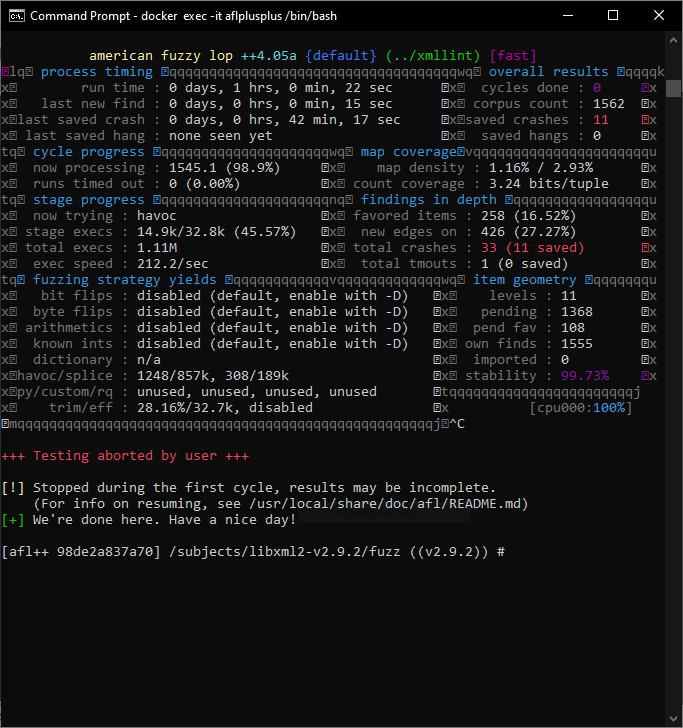 Command Prompt - docker exec -it aflplusplus /bin/bash
american fuzzy lop ++4.05a {default} (../xmllint) [fast]
lq process timing qqqqqqqqqqqqqqqqqqqqqqqqqqqqqqqqqqqqwq overall results qqqqk
x run time : 0 days, 1 hrs, 0 min, 22 sec x cycles done : 0 x
x last new find : 0 days, 0 hrs, 0 min, 15 sec x corpus count : 1562 x
xlast saved crash : 0 days, 0 hrs, 42 min, 17 sec xsaved crashes : 11 x
x last saved hang : none seen yet x saved hangs : 0 x
tq cycle progress qqqqqqqqqqqqqqqqqqqqqwq map coveragevqqqqqqqqqqqqqqqqqqqqqqu
x now processing : 1545.1 (98.9%) x map density : 1.16% / 2.93% x
x runs timed out : 0 (0.00%) x count coverage : 3.24 bits/tuple x
tq stage progress qqqqqqqqqqqqqqqqqqqqqnq findings in depth qqqqqqqqqqqqqqqqqu
x now trying : havoc x favored items : 258 (16.52%) x
x stage execs : 14.9k/32.8k (45.57%) x new edges on : 426 (27.27%) x
x total execs : 1.11M x total crashes : 33 (11 saved) x
x exec speed : 212.2/sec x total tmouts : 1 (0 saved) x
tq fuzzing strategy yields qqqqqqqqqqqqvqqqqqqqqqqqqqwq item geometry qqqqqqqu
x bit flips : disabled (default, enable with -D) x levels : 11 x
x byte flips : disabled (default, enable with -D) x pending : 1368 x
x arithmetics : disabled (default, enable with -D) x pend fav : 108 x
x known ints : disabled (default, enable with -D) x own finds : 1555 x
x dictionary : n/a x imported : 0 x
xhavoc/splice : 1248/857k, 308/189k x stability : 99.73% x
xpy/custom/rq : unused, unused, unused, unused tqqqqqqqqqqqqqqqqqqqqqqqj
x trim/eff : 28.16%/32.7k, disabled x [cpu000:100%]
mqqqqqqqqqqqqqqqqqqqqqqqqqqqqqqqqqqqqqqqqqqqqqqqqqqqqj^C
+++ Testing aborted by user +++
[!] Stopped during the first cycle, results may be incomplete.
(For info on resuming, see /usr/local/share/doc/afl/README.md)
[+] We're done here. Have a nice day!
[afl++ 98de2a837a70] /subjects/libxml2-v2.9.2/fuzz ((v2.9.2)) #